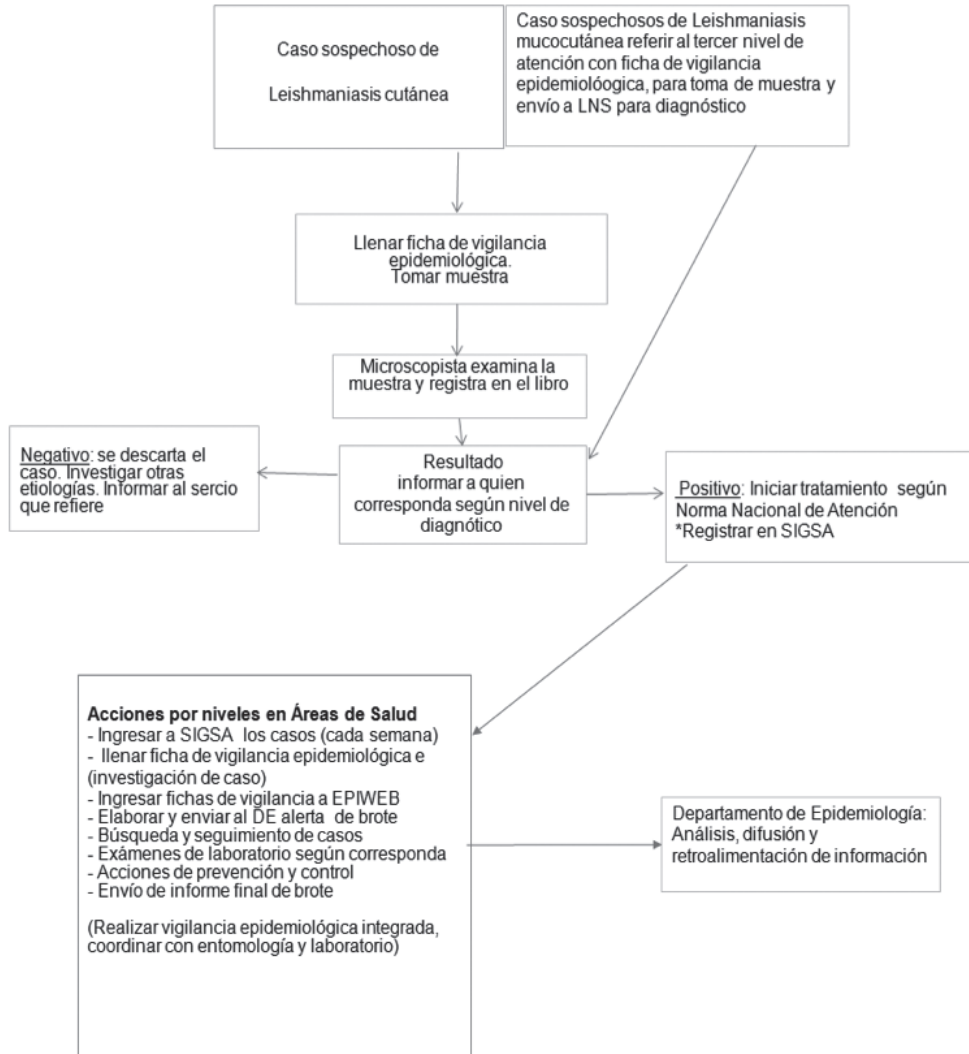 Caso sospechoso de
Leishmaniasis cutánea
Caso sospechosos de Leishmaniasis
mucocutánea referir al tercer nivel de
atención con ficha de vigilancia
epidemiolóogica, para toma de muestra y
envío a LNS para diagnóstico
Llenar ficha de vigilancia
epidemiológica.
Tomar muestra
Microscopista examina la
muestra y registra en el libro
Negativo: se descarta el
caso. Investigar otras
etiologías. Informar al sercio
que refiere
Resultado
informar a quien
corresponda según nivel de
diagnótico
Positivo: Iniciar tratamiento según
Norma Nacional de Atención
*Registrar en SIGSA
Acciones por niveles en Áreas de Salud
- Ingresar a SIGSA los casos (cada semana)
- llenar ficha de vigilancia epidemiológica e
(investigación de caso)
- Ingresar fichas de vigilancia a EPIWEB
- Elaborar y enviar al DE alerta de brote
- Búsqueda y seguimiento de casos
- Exámenes de laboratorio según corresponda
- Acciones de prevención y control
- Envío de informe final de brote
(Realizar vigilancia epidemiológica integrada,
coordinar con entomología y laboratorio)
Departamento de Epidemiología:
Análisis, difusión y
retroalimentación de información